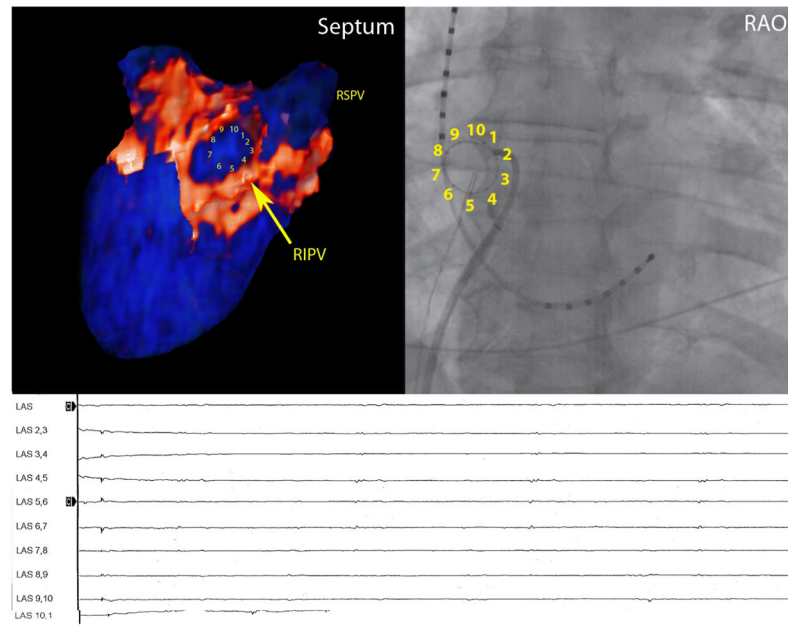 Septum
RSPV
9 10 1
8 2
7 3
6 5 4
RIPV
RAO
10
9 1
8 2
7 3
6 4
5
LAS
LAS 2,3
LAS 3,4
LAS 4,5
LAS 5,6
LAS 6,7
LAS 7,8
LAS 8,9
LAS 9,10
LAS 10,1